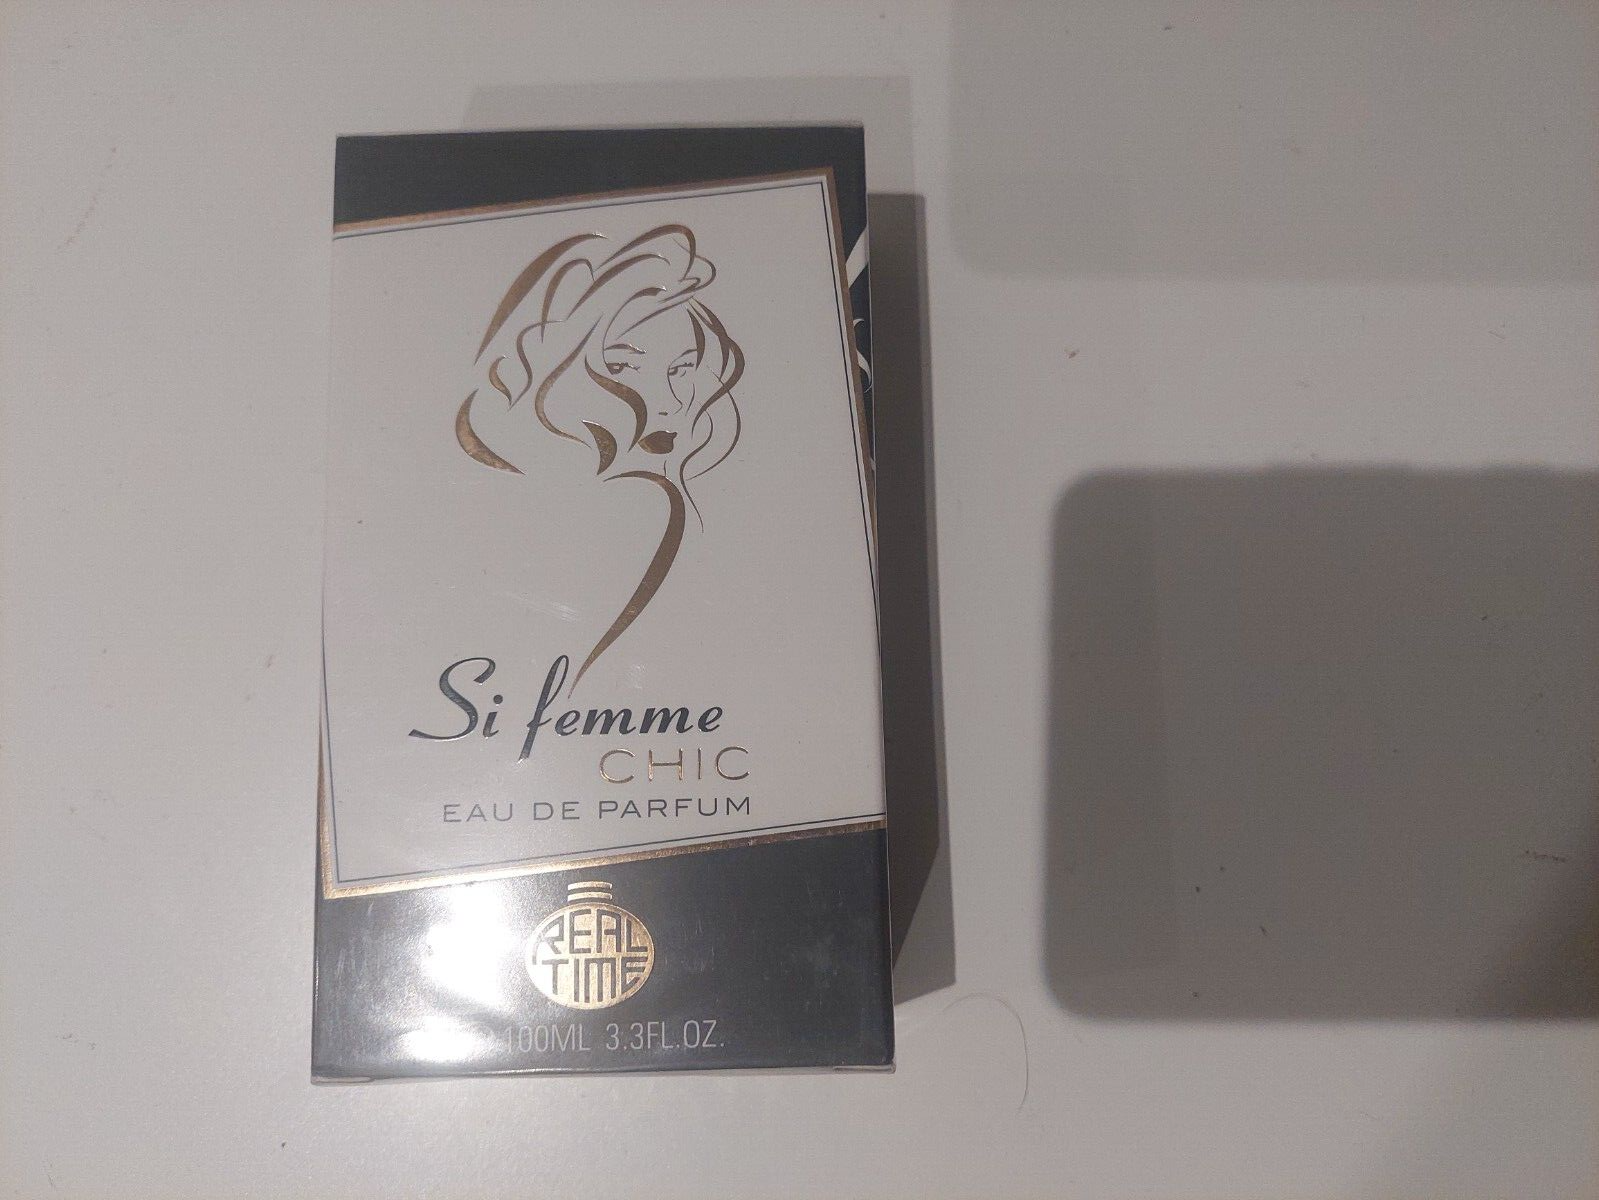 Si femme
CHIC
EAU DE PARFUM
REAL
TIME
100ML 3.3FL.OZ.